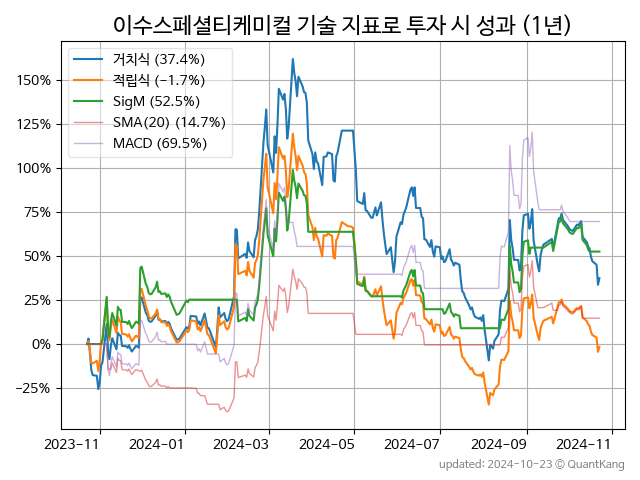 이수스페셜티케미컬 기술 지표로 투자 시 성과 (1년)
거치식 (37.4%)
적립식 (−1.7%)
SigM (52.5%)
SMA(20) (14.7%)
MACD (69.5%)
150%
125%
100%
75%
50%
25%
0%
−25%
2023-11 2024-01 2024-03 2024-05 2024-07 2024-09 2024-11
updated: 2024-10-23 © QuantKang